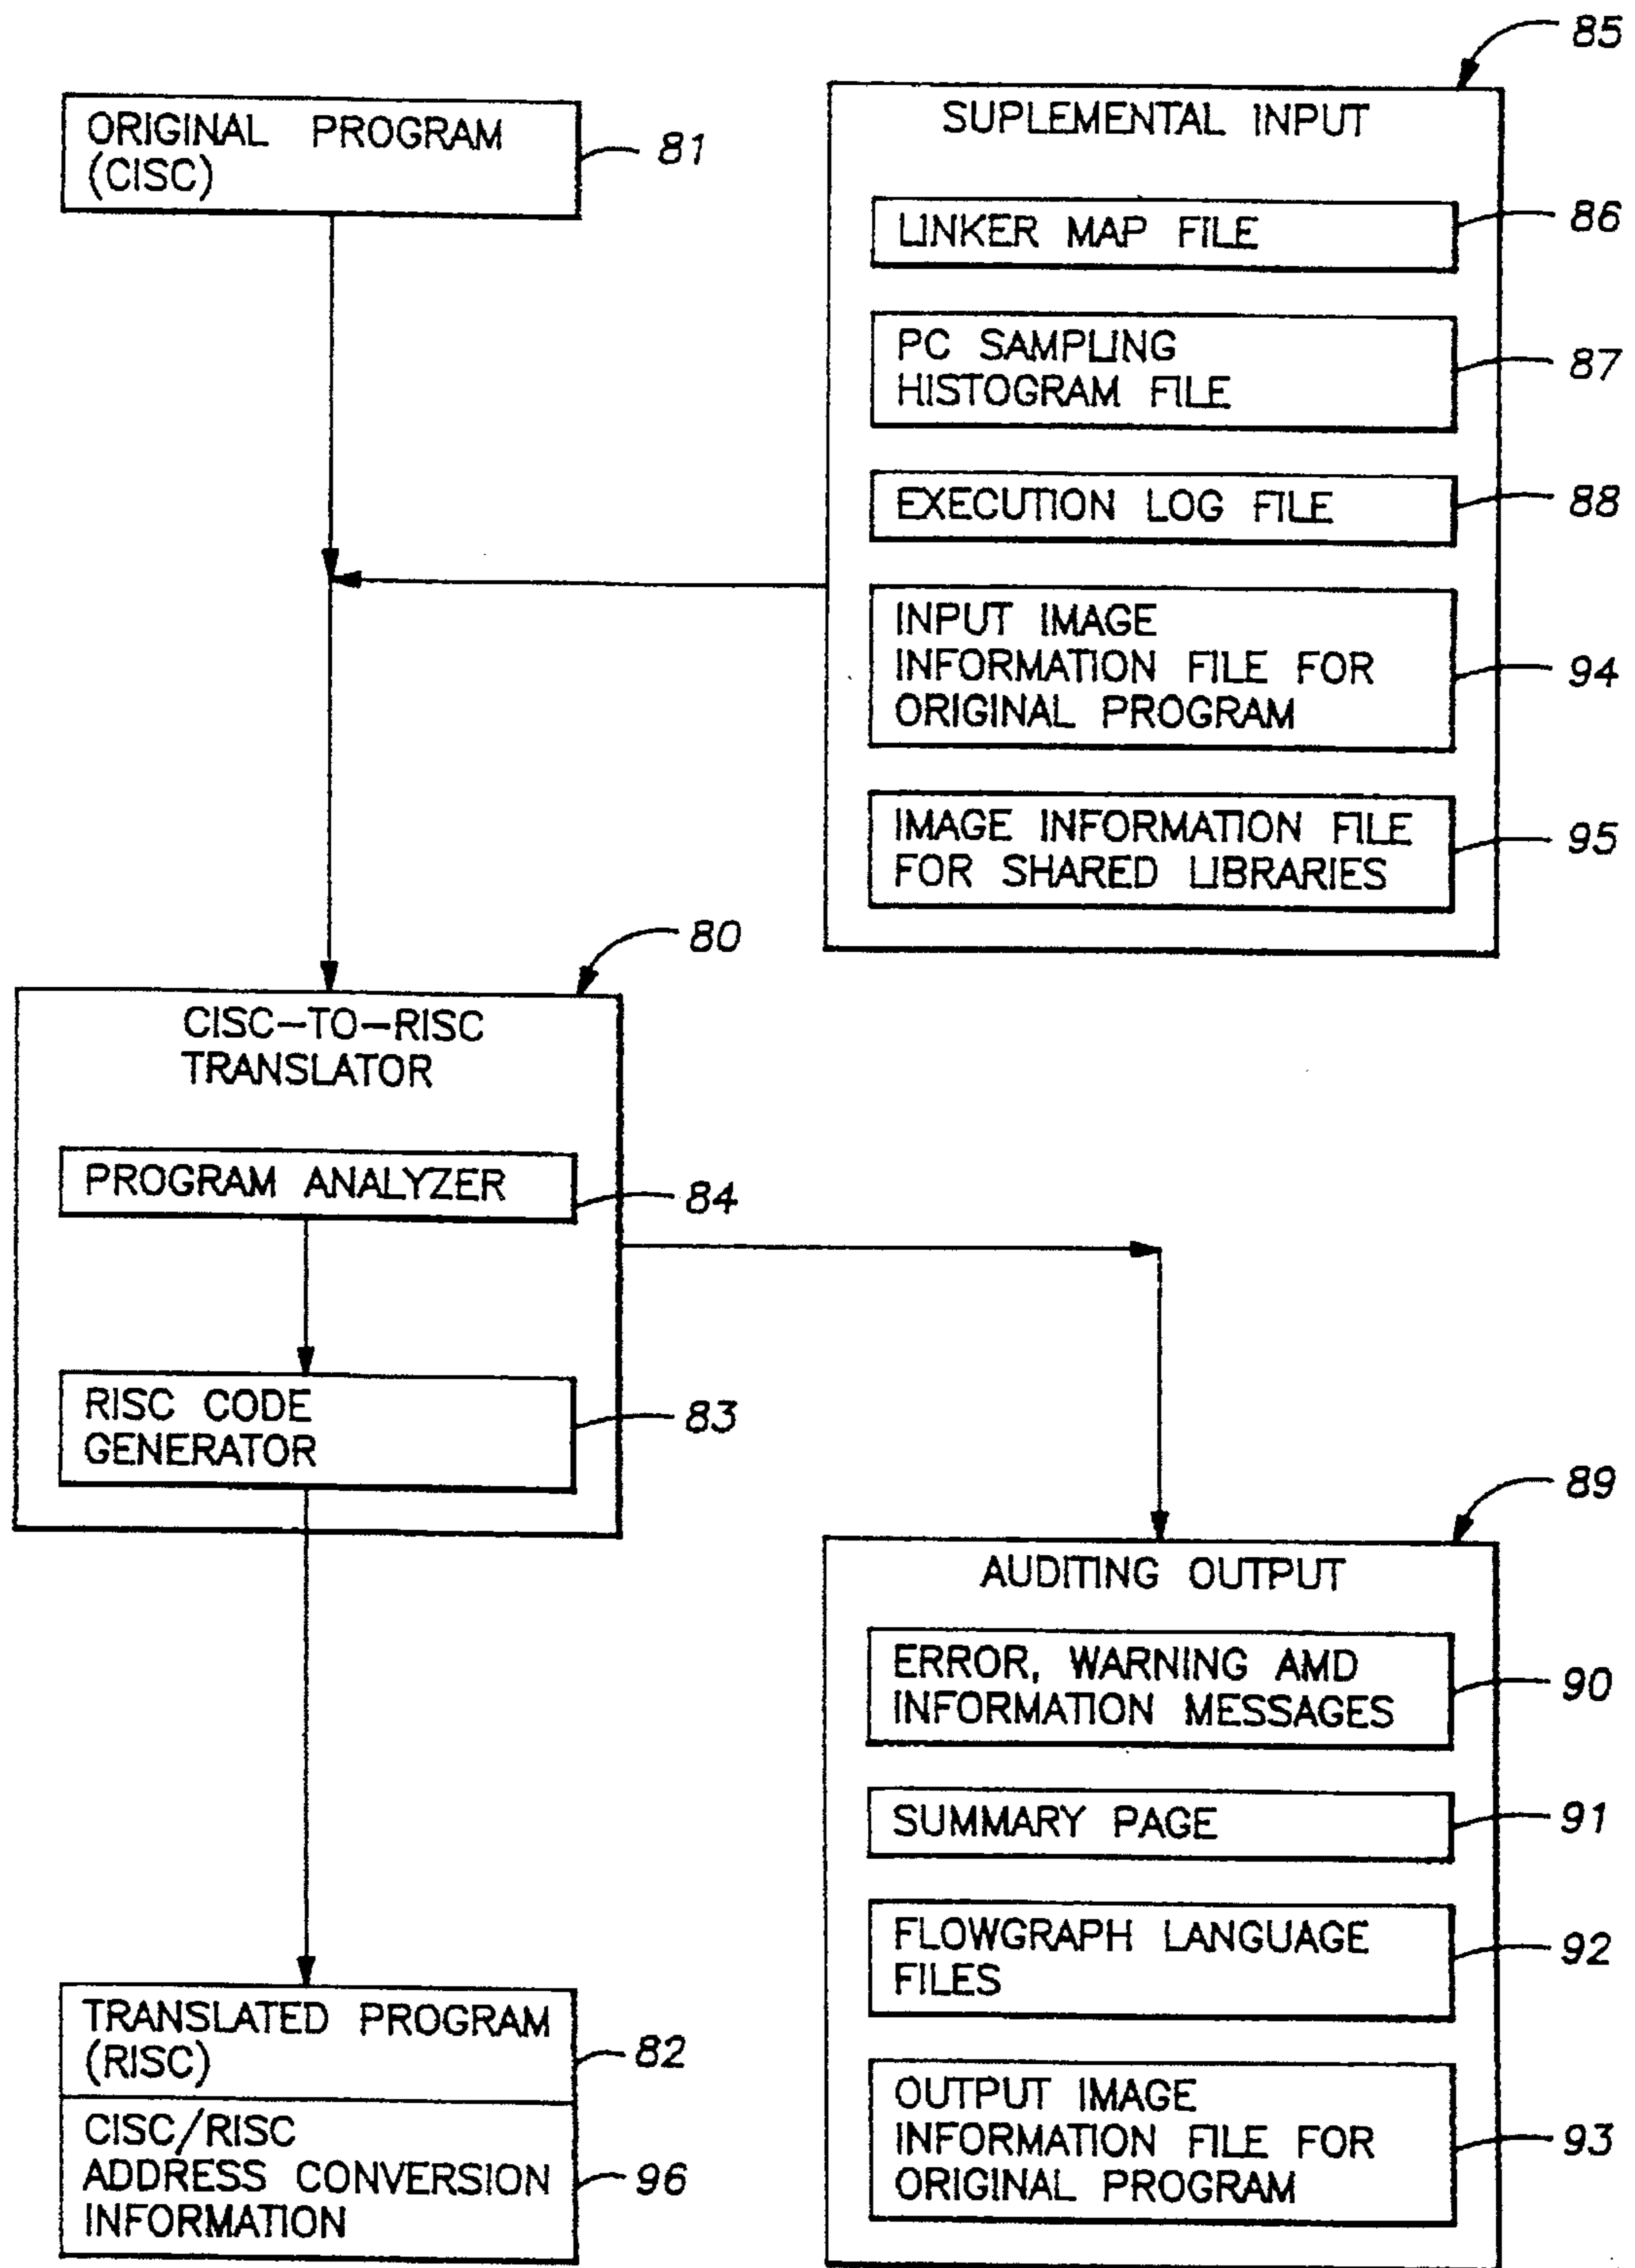 ORIGINAL PROGRAM
(CISC)
81
85
SUPLEMENTAL INPUT
LINKER MAP FILE
86
PC SAMPLING
HISTOGRAM FILE
87
EXECUTION LOG FILE
88
INPUT IMAGE
INFORMATION FILE FOR
ORIGINAL PROGRAM
94
IMAGE INFORMATION FILE
FOR SHARED LIBRARIES
95
80
CISC-TO-RISC
TRANSLATOR
PROGRAM ANALYZER
84
RISC CODE
GENERATOR
83
89
AUDITING OUTPUT
ERROR, WARNING AMD
INFORMATION MESSAGES
90
SUMMARY PAGE
91
FLOWGRAPH LANGUAGE
FILES
92
OUTPUT IMAGE
INFORMATION FILE FOR
ORIGINAL PROGRAM
93
TRANSLATED PROGRAM
(RISC)
82
CISC/RISC
ADDRESS CONVERSION
INFORMATION
96